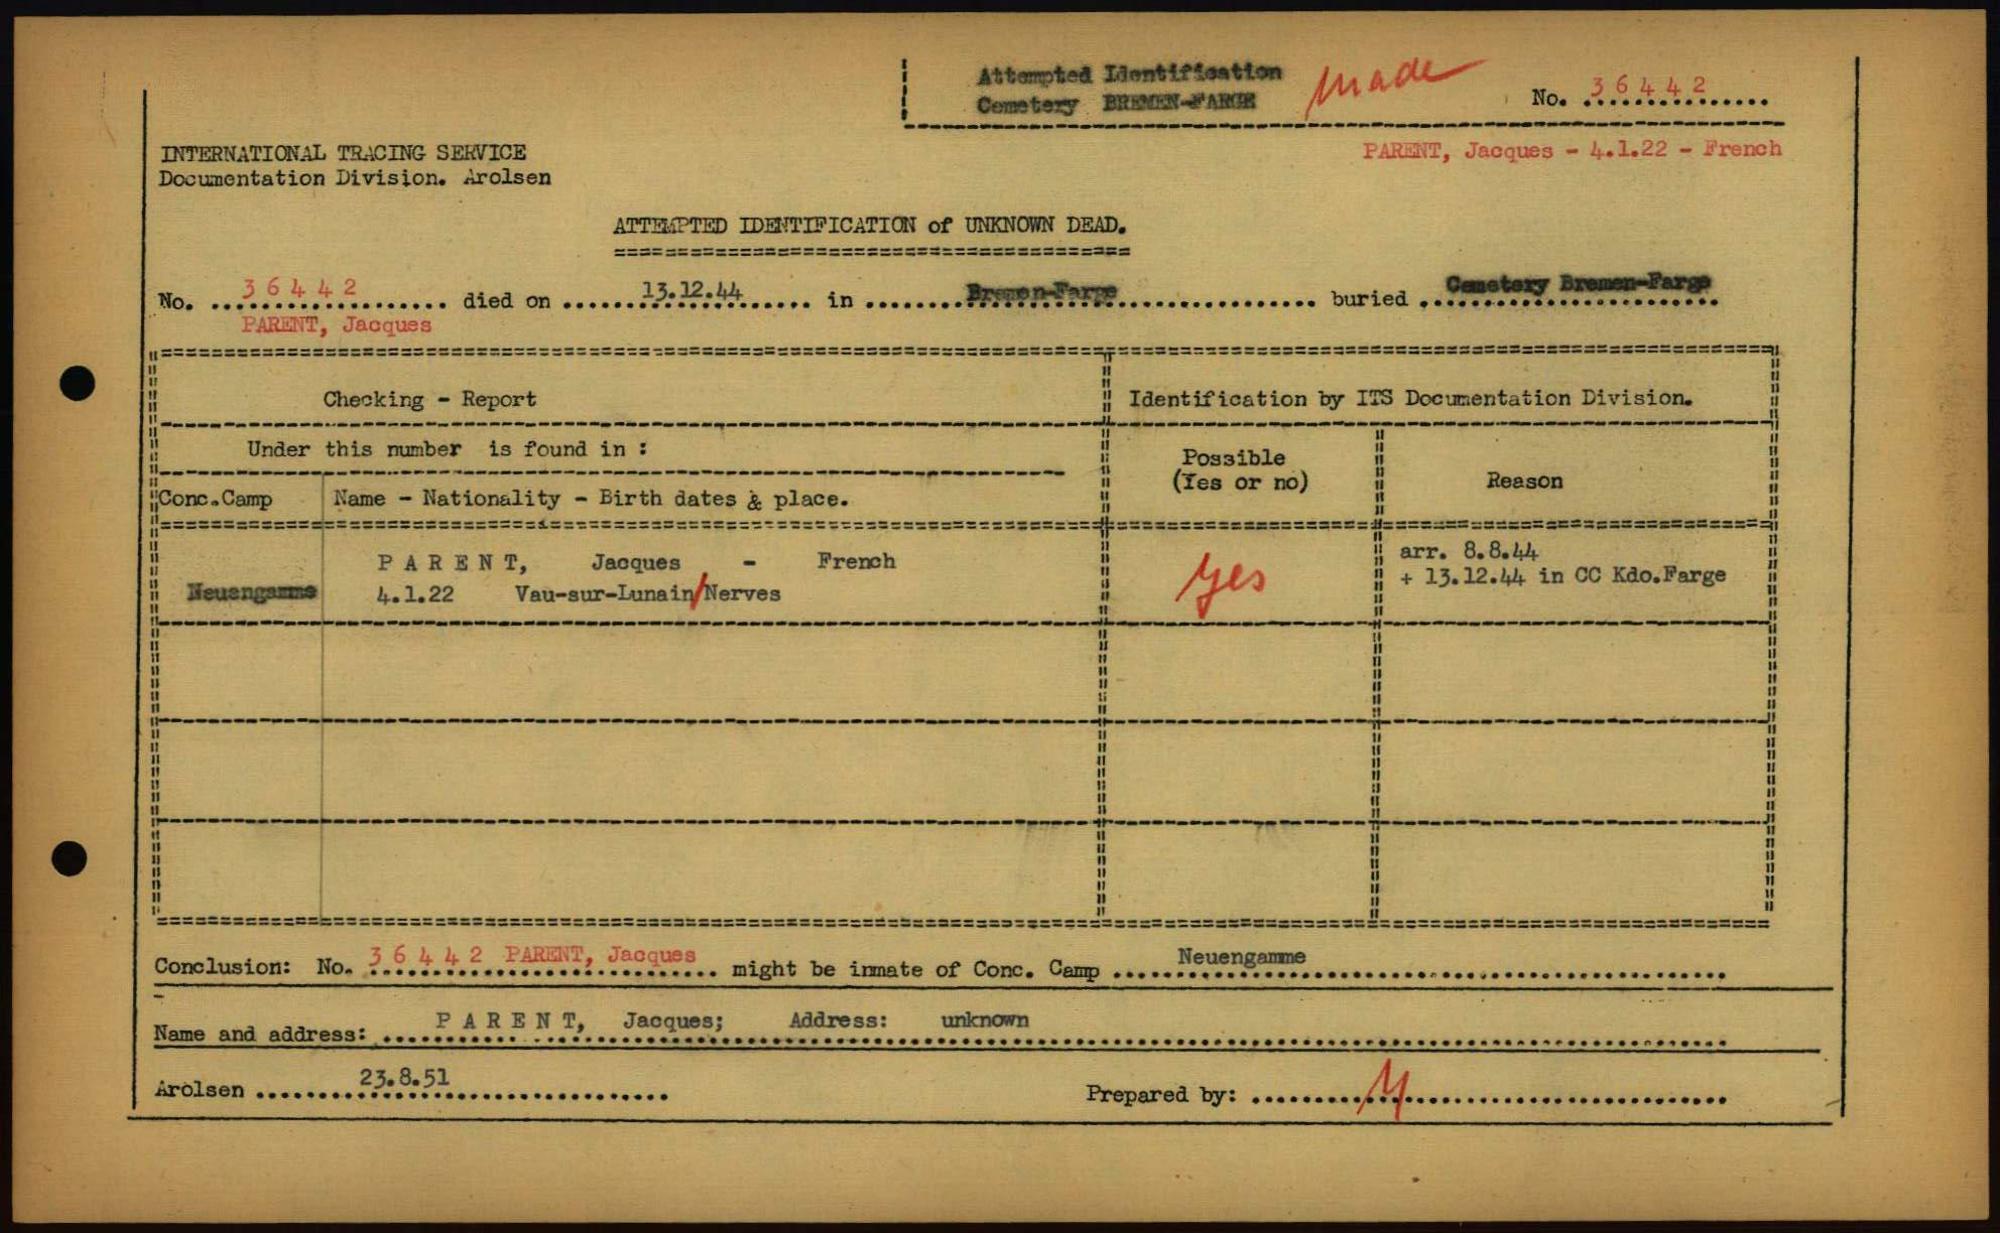 Attempted Identification made
Cemetery BREMEN-FARGE
No. 36442
PARENT, Jacques - 4.1.22 - French
INTERNATIONAL TRACING SERVICE
Documentation Division. Arolsen
ATTEMPTED IDENTIFICATION of UNKNOWN DEAD.
No. 36442 died on 13.12.44 in Bremen-Farge buried Cemetery Bremen-Farge
PARENT, Jacques
Checking - Report
Identification by ITS Documentation Division.
Under this number is found in :
Possible
(Yes or no)
Reason
Conc.Camp
Name - Nationality - Birth dates & place.
Neuengamme
P A R E N T, Jacques - French
4.1.22 Vau-sur-Lunain/Nerves
yes
arr. 8.8.44
+ 13.12.44 in CC Kdo.Farge
Conclusion: No. 36442 PARENT, Jacques might be inmate of Conc. Camp Neuengamme
Name and address: P A R E N T, Jacques; Address: unknown
Arolsen 23.8.51
Prepared by: